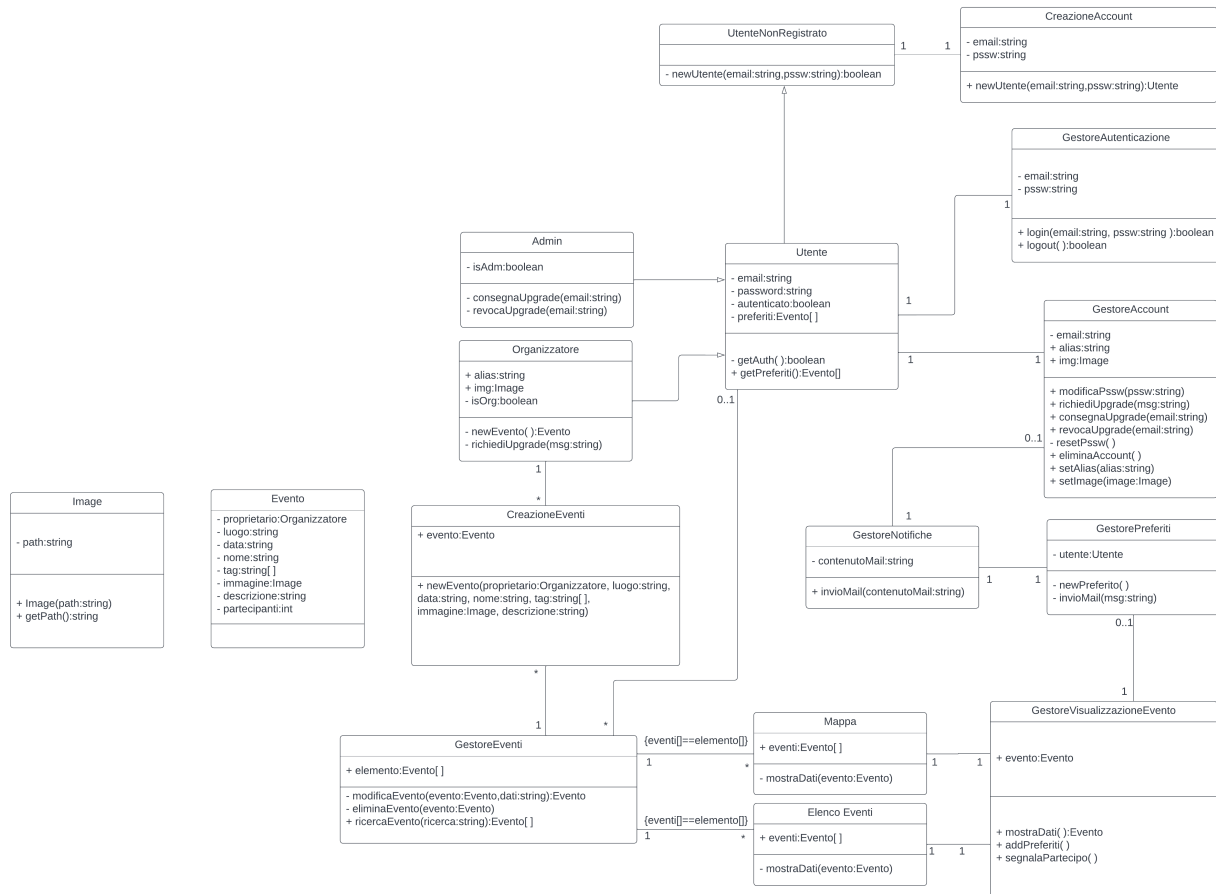 UtenteNonRegistrato
- newUtente(email:string,pssw:string):boolean
1
1
CreazioneAccount
- email:string
- pssw:string
+ newUtente(email:string,pssw:string):Utente
GestoreAutenticazione
- email:string
- pssw:string
+ login(email:string, pssw:string ):boolean
+ logout( ):boolean
1
1
Admin
- isAdm:boolean
- consegnaUpgrade(email:string)
- revocaUpgrade(email:string)
Utente
- email:string
- password:string
- autenticato:boolean
- preferiti:Evento[ ]
- getAuth( ):boolean
+ getPreferiti():Evento[]
1
1
0..1
GestoreAccount
- email:string
+ alias:string
+ img:Image
+ modificaPssw(pssw:string)
+ richiediUpgrade(msg:string)
+ consegnaUpgrade(email:string)
+ revocaUpgrade(email:string)
- resetPssw( )
+ eliminaAccount( )
+ setAlias(alias:string)
+ setImage(image:Image)
0..1
1
Organizzatore
+ alias:string
+ img:Image
- isOrg:boolean
- newEvento( ):Evento
- richiediUpgrade(msg:string)
1
*
Image
- path:string
+ Image(path:string)
+ getPath():string
Evento
- proprietario:Organizzatore
- luogo:string
- data:string
- nome:string
- tag:string[ ]
- immagine:Image
- descrizione:string
- partecipanti:int
CreazioneEventi
+ evento:Evento
+ newEvento(proprietario:Organizzatore, luogo:string,
data:string, nome:string, tag:string[ ],
immagine:Image, descrizione:string)
*
1
*
GestoreNotifiche
- contenutoMail:string
+ invioMail(contenutoMail:string)
1
1
GestorePreferiti
- utente:Utente
- newPreferito( )
- invioMail(msg:string)
0..1
1
GestoreEventi
+ elemento:Evento[ ]
- modificaEvento(evento:Evento,dati:string):Evento
- eliminaEvento(evento:Evento)
+ ricercaEvento(ricerca:string):Evento[ ]
{eventi[]==elemento[]}
1
*
{eventi[]==elemento[]}
1
*
Mappa
+ eventi:Evento[ ]
- mostraDati(evento:Evento)
1
1
Elenco Eventi
+ eventi:Evento[ ]
- mostraDati(evento:Evento)
1
1
GestoreVisualizzazioneEvento
+ evento:Evento
+ mostraDati( ):Evento
+ addPreferiti( )
+ segnalaPartecipo( )